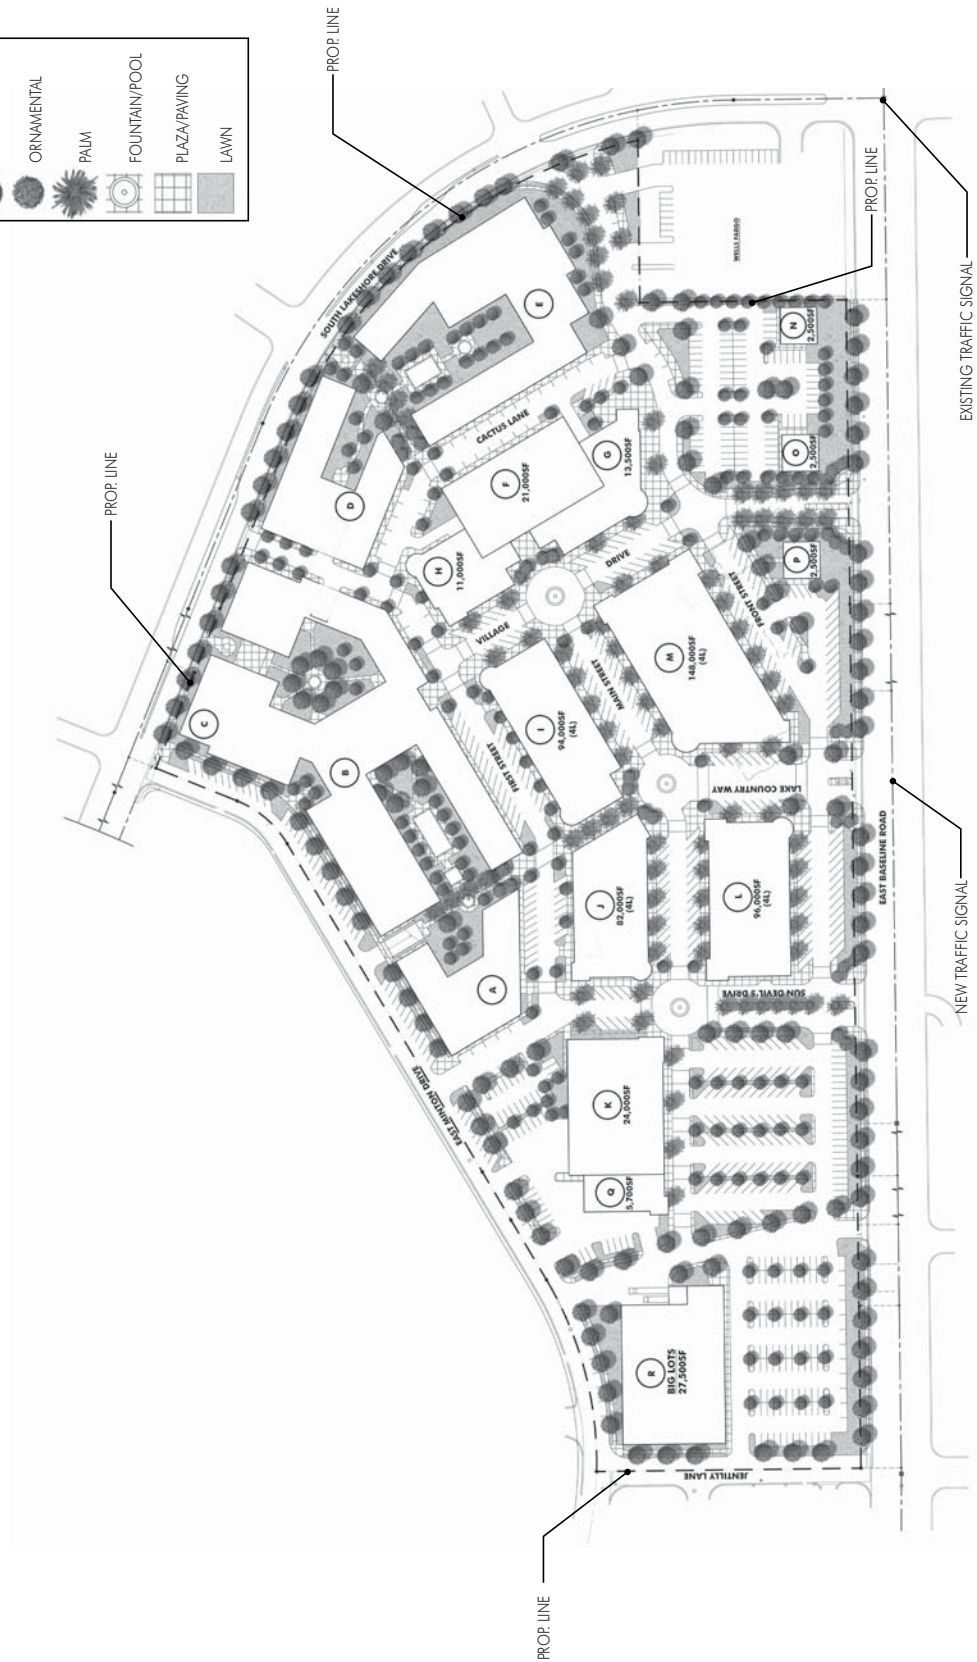 ORNAMENTAL
PALM
FOUNTAIN/POOL
PLAZA/PAVING
LAWN
PROP. LINE
PROP. LINE
PROP. LINE
PROP. LINE
PROP. LINE
EXISTING TRAFFIC SIGNAL
NEW TRAFFIC SIGNAL
SOUTH LAKESHORE DRIVE
EAST MINTON DRIVE
EAST BASELINE ROAD
JENTILLY LANE
CACTUS LANE
VILLAGE
DRIVE
FIRST STREET
MAIN STREET
FRONT STREET
LAKE COUNTRY WAY
SUN DEVIL'S DRIVE
WELLS FARGO
A
B
C
D
E
F
21,000SF
G
13,500SF
H
11,000SF
I
94,000SF
(4L)
J
82,000SF
(4L)
K
24,000SF
L
96,000SF
(4L)
M
148,000SF
(4L)
N
2,500SF
O
2,500SF
P
2,500SF
Q
5,700SF
R
BIG LOTS
27,500SF